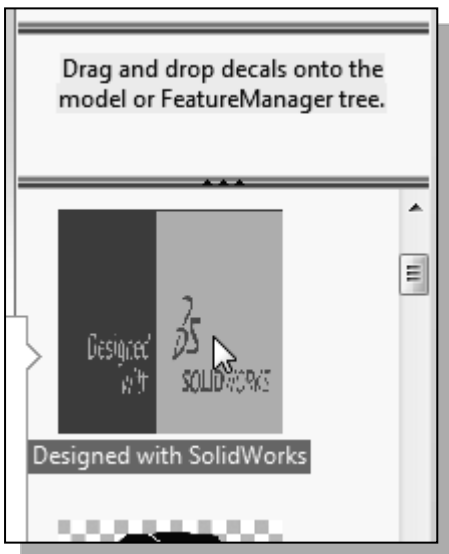 Drag and drop decals onto the
model or FeatureManager tree.
Designed
with
SOLIDWORKS
Designed with SolidWorks